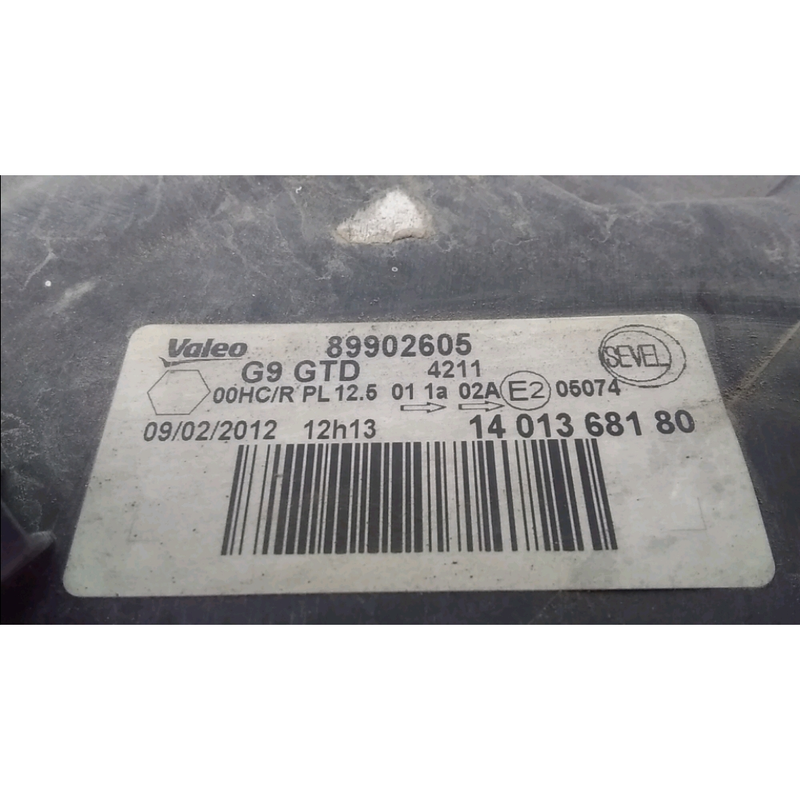 Valeo 89902605
G9 GTD 4211 SEVEL
00HC/R PL 12.5 01 1a 02A E2 05074
09/02/2012 12h13 14 013 681 80